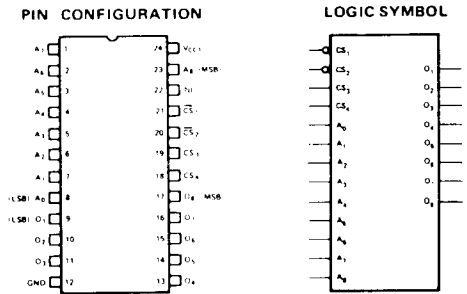 PIN CONFIGURATION
A7 1
A6 2
A5 3
A4 4
A3 5
A2 6
A1 7
(LSB) A0 8
(LSB) O1 9
O2 10
O3 11
GND 12
24 VCC1
23 A8 (MSB)
22 N1
21 CS1
20 CS2
19 CS3
18 CS4
17 O8 MSB
16 O7
15 O6
14 O5
13 O4
LOGIC SYMBOL
CS1
CS2
CS3
CS4
A0
A1
A2
A3
A4
A5
A6
A7
A8
O1
O2
O3
O4
O5
O6
O7
O8